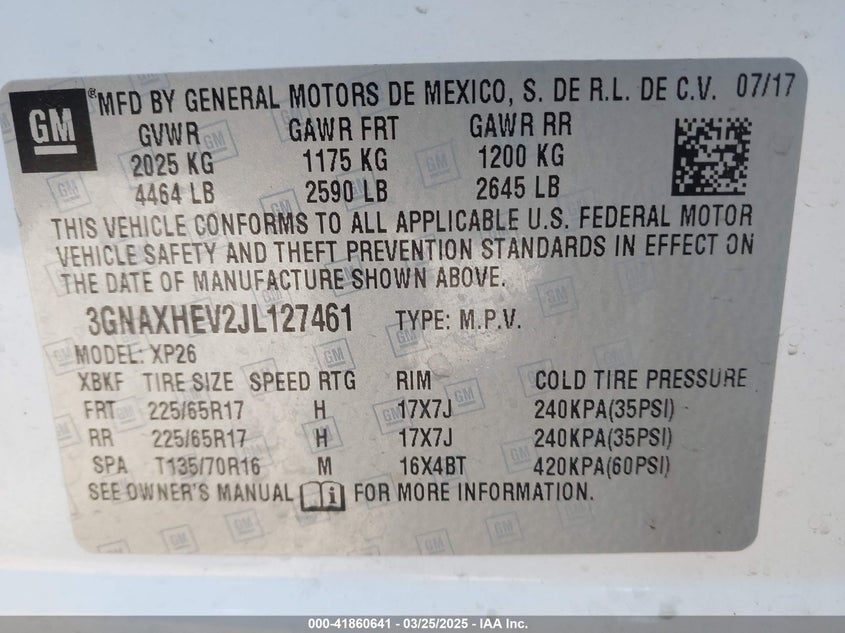 GM
®MFD BY GENERAL MOTORS DE MEXICO, S. DE R.L. DE C.V. 07/17
GVWR GAWR FRT GAWR RR
2025 KG 1175 KG 1200 KG
4464 LB 2590 LB 2645 LB
THIS VEHICLE CONFORMS TO ALL APPLICABLE U.S. FEDERAL MOTOR
VEHICLE SAFETY AND THEFT PREVENTION STANDARDS IN EFFECT ON
THE DATE OF MANUFACTURE SHOWN ABOVE.
3GNAXHEV2JL127461 TYPE: M.P.V.
MODEL: XP26
XBKF TIRE SIZE SPEED RTG RIM COLD TIRE PRESSURE
FRT 225/65R17 H 17X7J 240KPA(35PSI)
RR 225/65R17 H 17X7J 240KPA(35PSI)
SPA T135/70R16 M 16X4BT 420KPA(60PSI)
SEE OWNER'S MANUAL i FOR MORE INFORMATION.
000-41860641 / 03/25/2025 - IAA Inc.